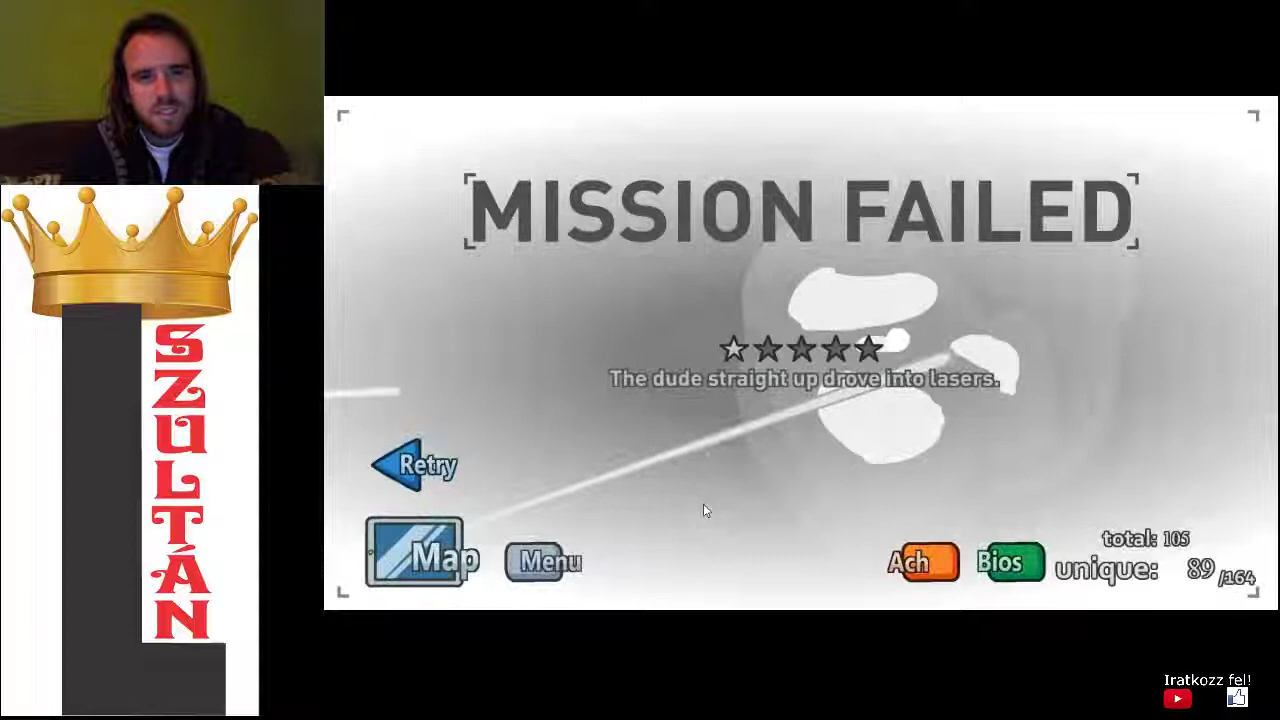 MISSION FAILED
The dude straight up drove into lasers.
Retry
Map
Menu
Ach
Bios
total: 105
unique: 89 /164
L
SZULTÁN
Iratkozz fel!